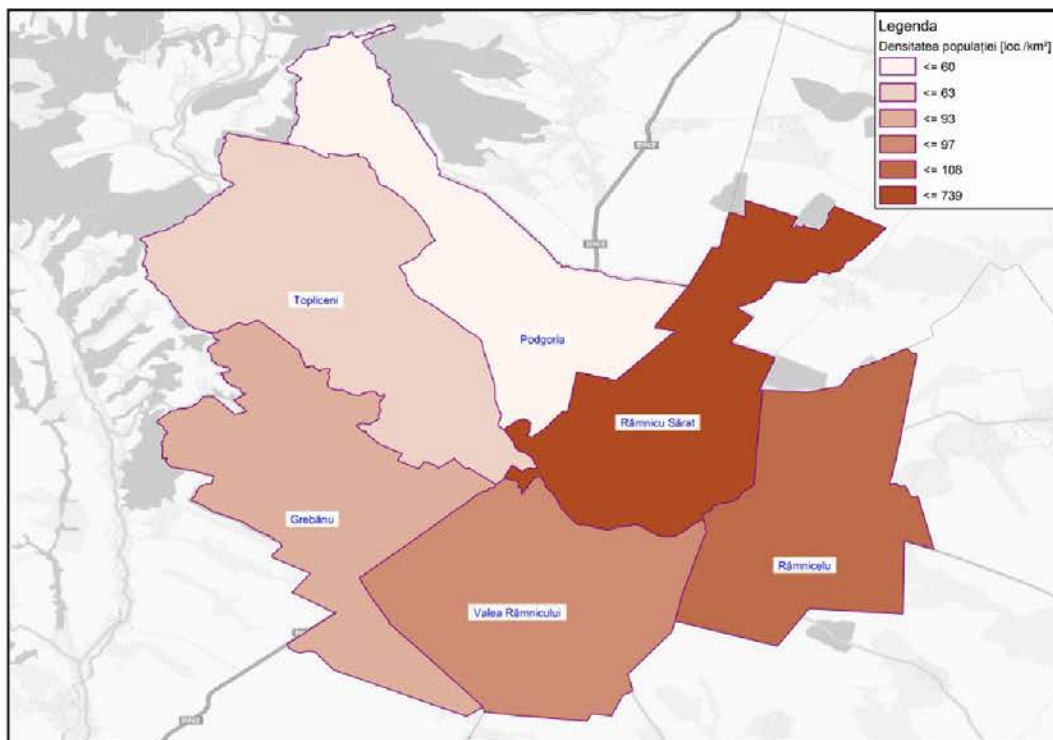 Legenda
Densitatea populației [loc./km²]
<= 60
<= 63
<= 93
<= 97
<= 108
<= 739
Topliceni
Podgoria
Râmnicu Sărat
Grebănu
Râmnicelu
Valea Râmnicului